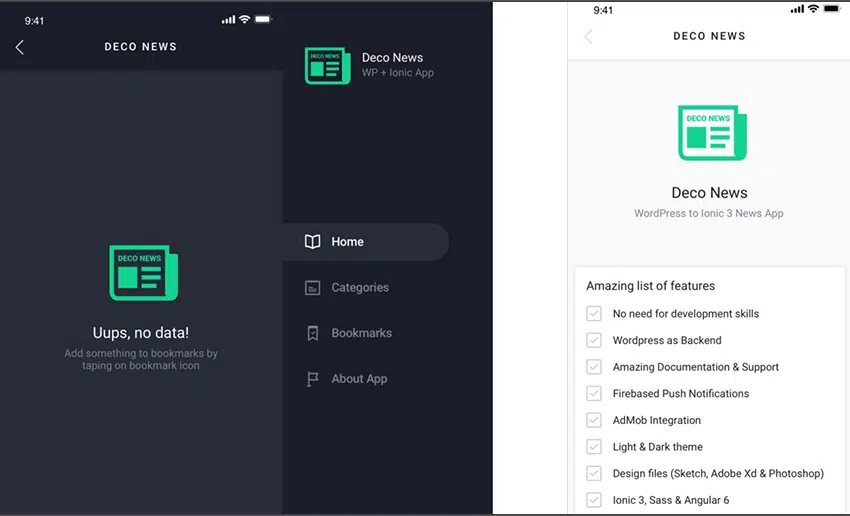 9:41
DECO NEWS
DECO NEWS
Uups, no data!
Add something to bookmarks by
taping on bookmark icon
DECO NEWS
Deco News
WP + Ionic App
Home
Categories
Bookmarks
About App
9:41
DECO NEWS
DECO NEWS
Deco News
WordPress to Ionic 3 News App
Amazing list of features
No need for development skills
Wordpress as Backend
Amazing Documentation & Support
Firebased Push Notifications
AdMob Integration
Light & Dark theme
Design files (Sketch, Adobe Xd & Photoshop)
Ionic 3, Sass & Angular 6